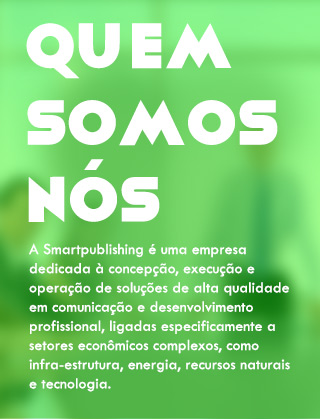 QUEM
SOMOS
NÓS
A Smartpublishing é uma empresa
dedicada à concepção, execução e
operação de soluções de alta qualidade
em comunicação e desenvolvimento
profissional, ligadas especificamente a
setores econômicos complexos, como
infra-estrutura, energia, recursos naturais
e tecnologia.